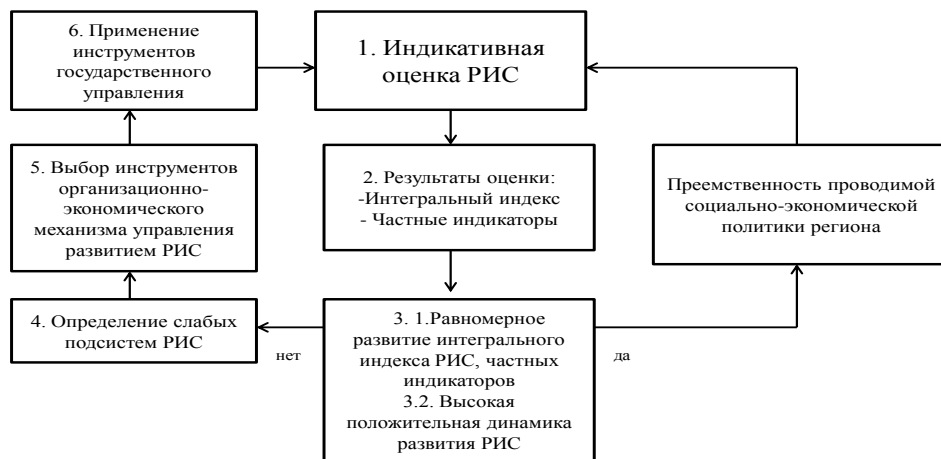 6. Применение
инструментов
государственного
управления
1. Индикативная
оценка РИС
5. Выбор инструментов
организационно-
экономического
механизма управления
развитием РИС
2. Результаты оценки:
-Интегральный индекс
- Частные индикаторы
Преемственность проводимой
социально-экономической
политики региона
4. Определение слабых
подсистем РИС
нет
3. 1.Равномерное
развитие интегрального
индекса РИС, частных
индикаторов
3.2. Высокая
положительная динамика
развития РИС
да